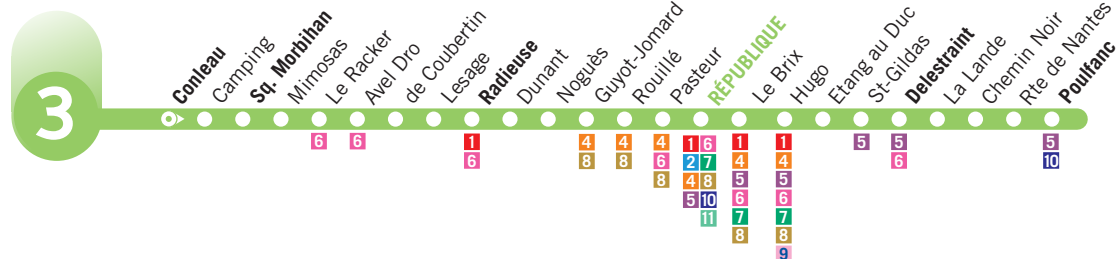 3
Conleau
Camping
Sq. Morbihan
Mimosas
Le Racker
Avel Dro
de Coubertin
Lesage
Radieuse
Dunant
Noguès
Guyot-Jomard
Rouillé
Pasteur
RÉPUBLIQUE
Le Brix
Hugo
Etang au Duc
St-Gildas
Delestraint
La Lande
Chemin Noir
Rte de Nantes
Poulfanc
6 6 1 4 4 4 1 6 1 1 5 5 5
6 8 8 6 2 7 4 4 6 10
8 4 8 5 5
5 10 6 6
11 7 7
8 8
9